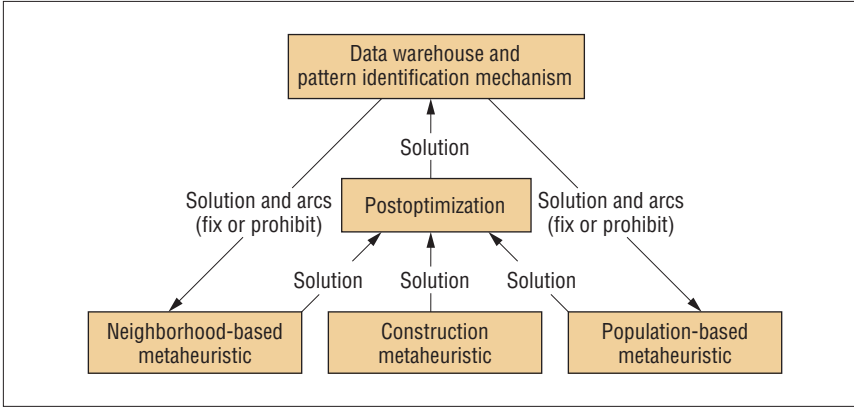 Data warehouse and
pattern identification mechanism
Solution
Solution and arcs
(fix or prohibit)
Postoptimization
Solution and arcs
(fix or prohibit)
Solution
Solution
Solution
Neighborhood-based
metaheuristic
Construction
metaheuristic
Population-based
metaheuristic